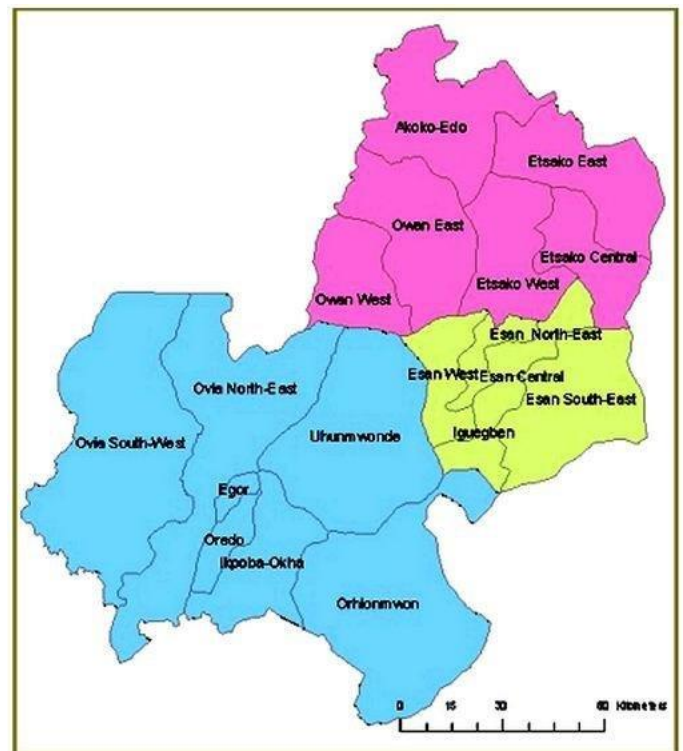 Akoko-Edo
Etsako East
Owan East
Etsako Central
Etsako West
Owan West
Esan North-East
Esan West
Esan Central
Esan South-East
Ovia North-East
Iguegben
Uhunmwonde
Ovia South-West
Egor
Oredo
Ikpoba-Okha
Orhionmwon
0 15 30 60 Kilometers